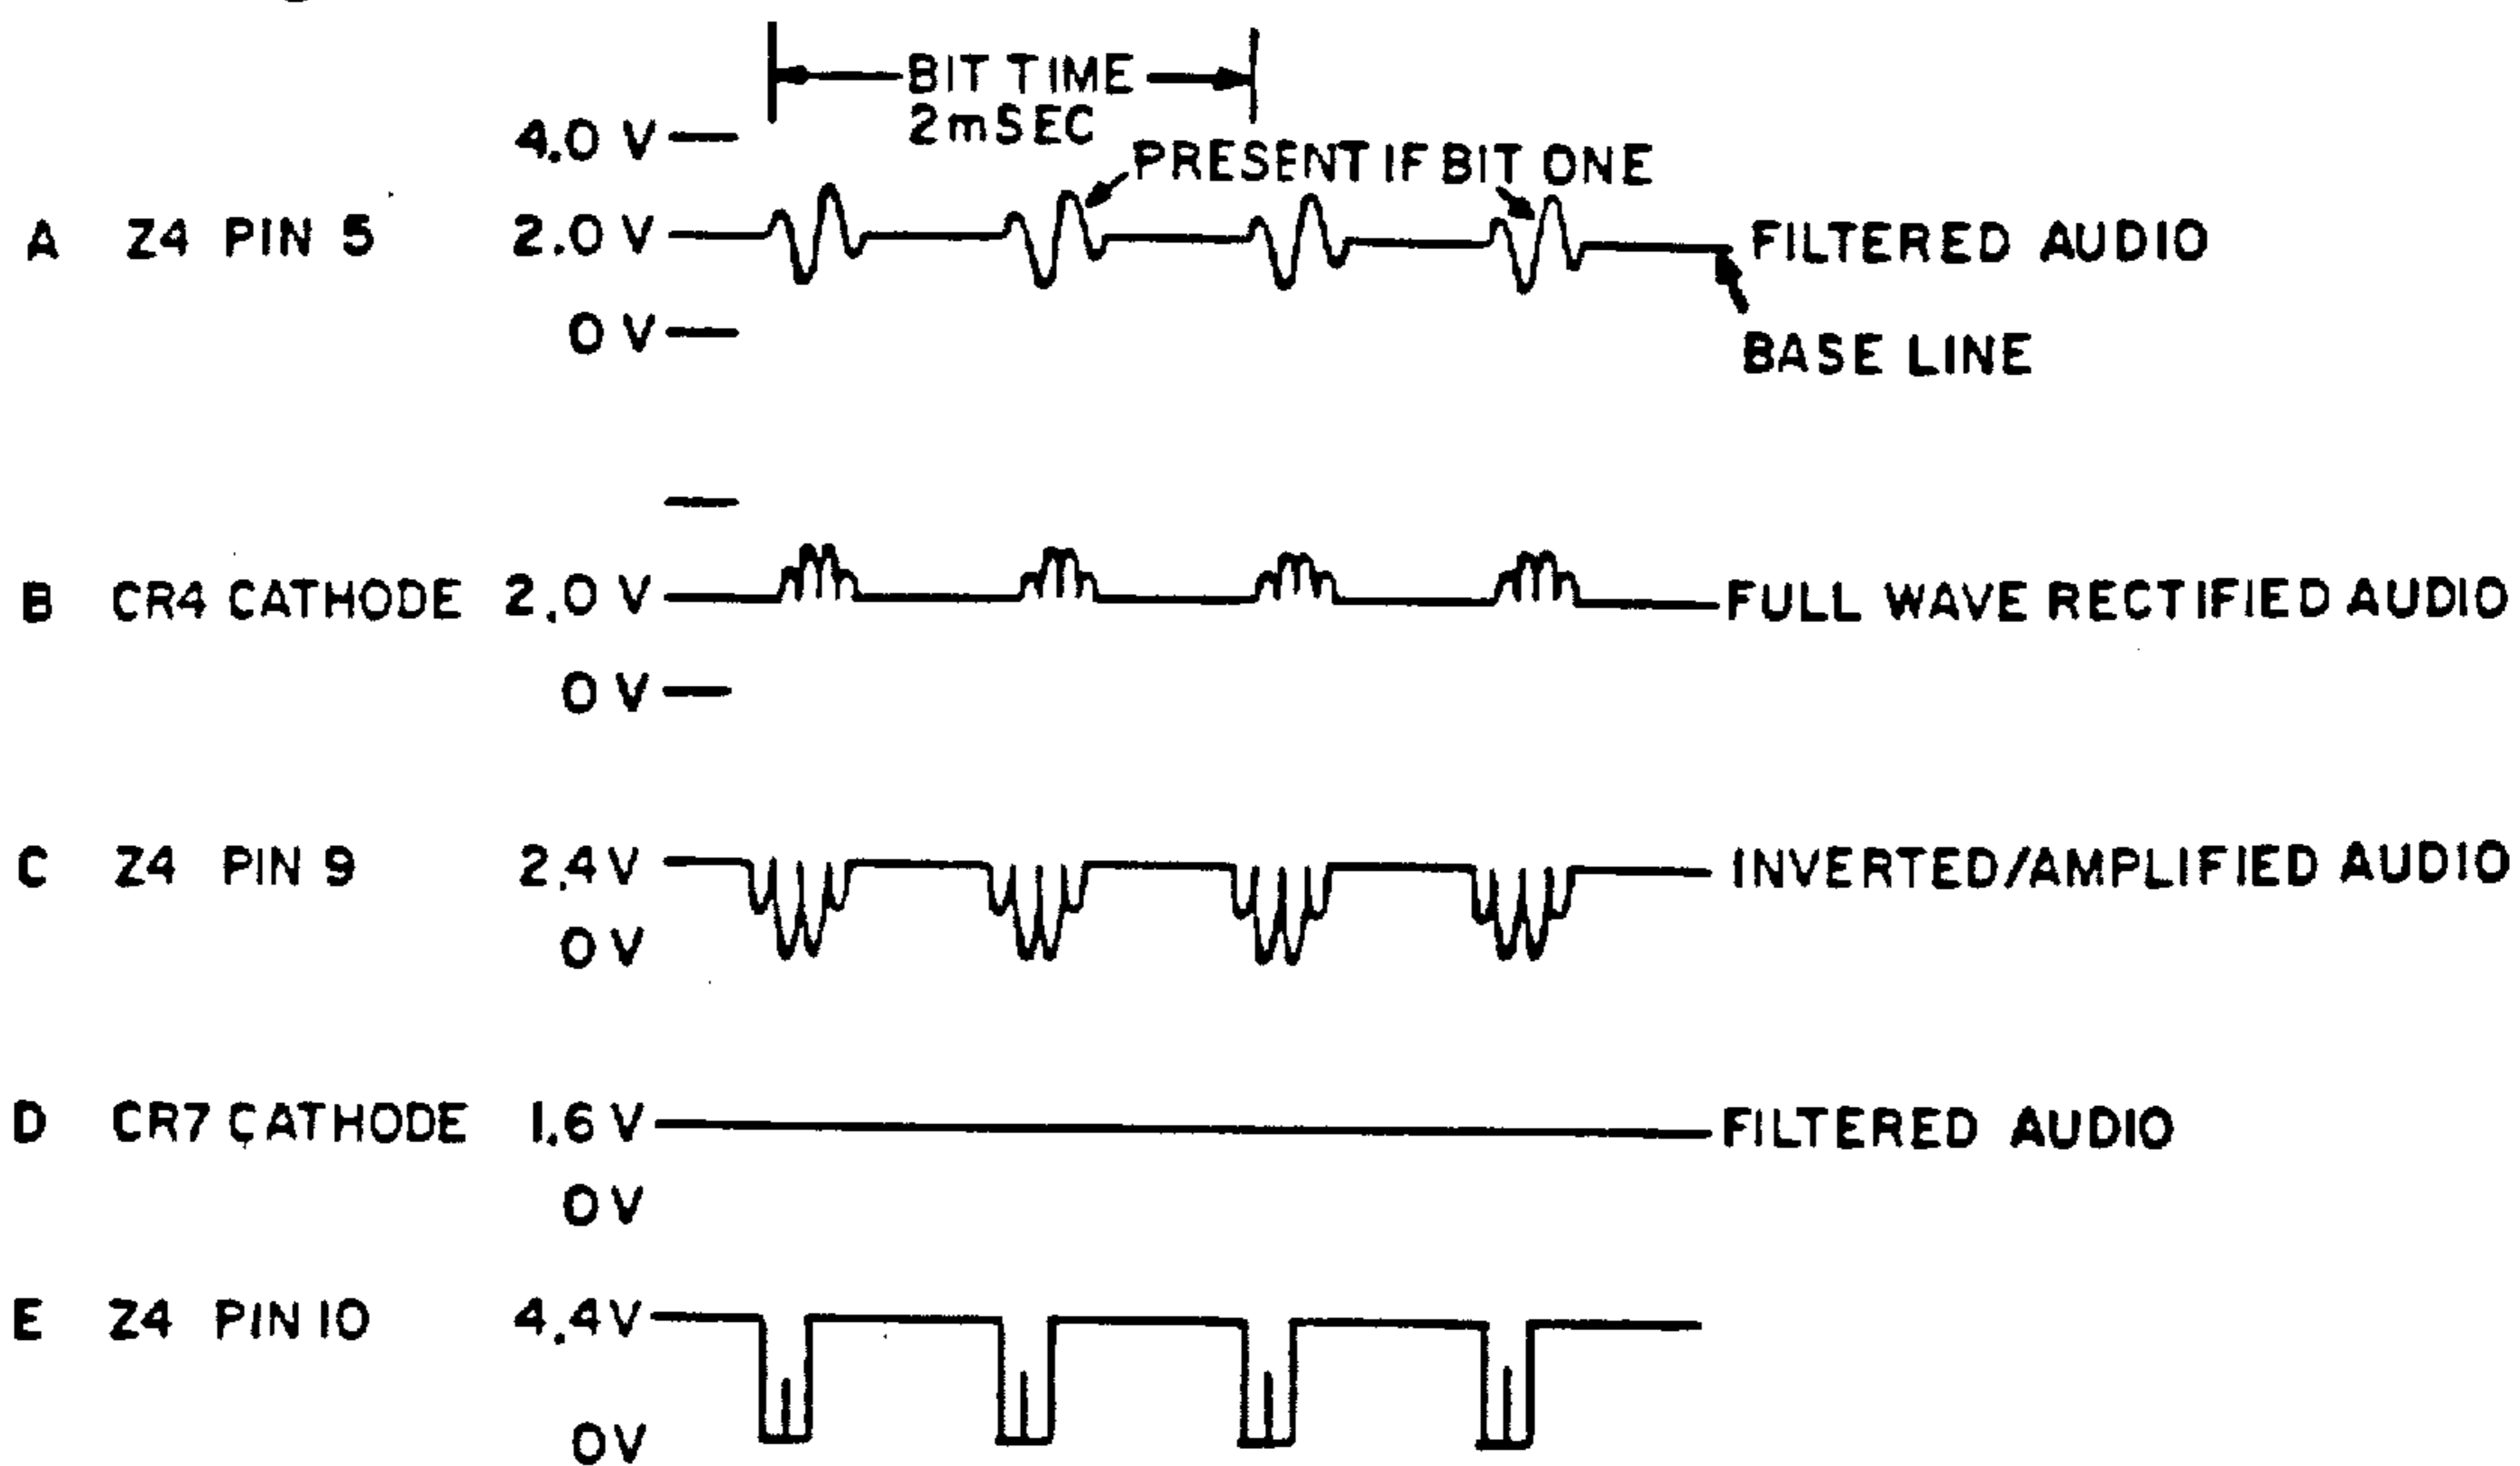 BIT TIME
2mSEC
4.0 V
PRESENT IF BIT ONE
A Z4 PIN 5 2.0 V FILTERED AUDIO
0 V
BASE LINE
B CR4 CATHODE 2.0 V FULL WAVE RECTIFIED AUDIO
0 V
C Z4 PIN 9 2.4 V INVERTED/AMPLIFIED AUDIO
0 V
D CR7 CATHODE 1.6 V FILTERED AUDIO
0 V
E Z4 PIN 10 4.4 V
0 V